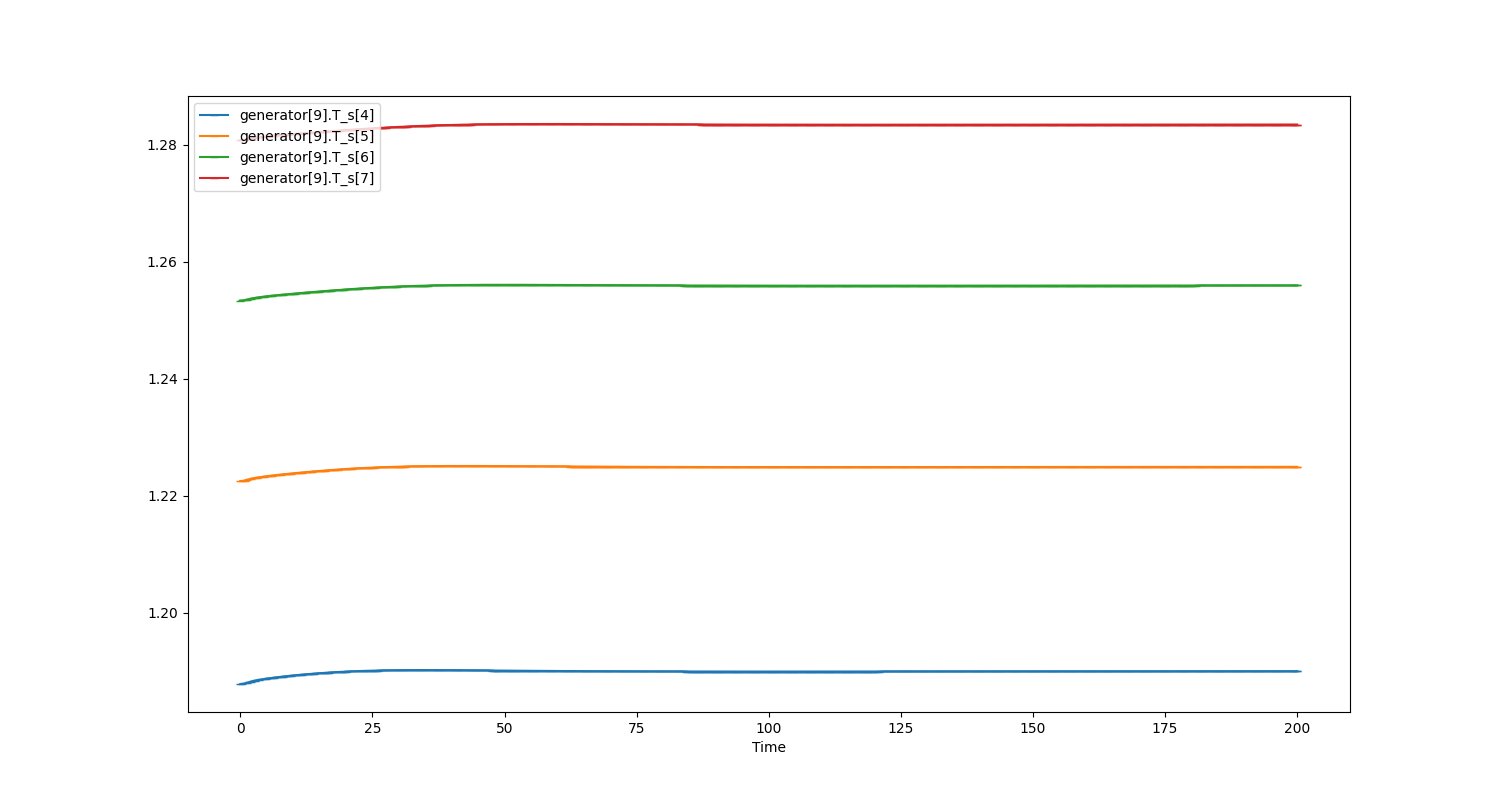 generator[9].T_s[4]
generator[9].T_s[5]
generator[9].T_s[6]
generator[9].T_s[7]
1.28
1.26
1.24
1.22
1.20
0 25 50 75 100 125 150 175 200
Time